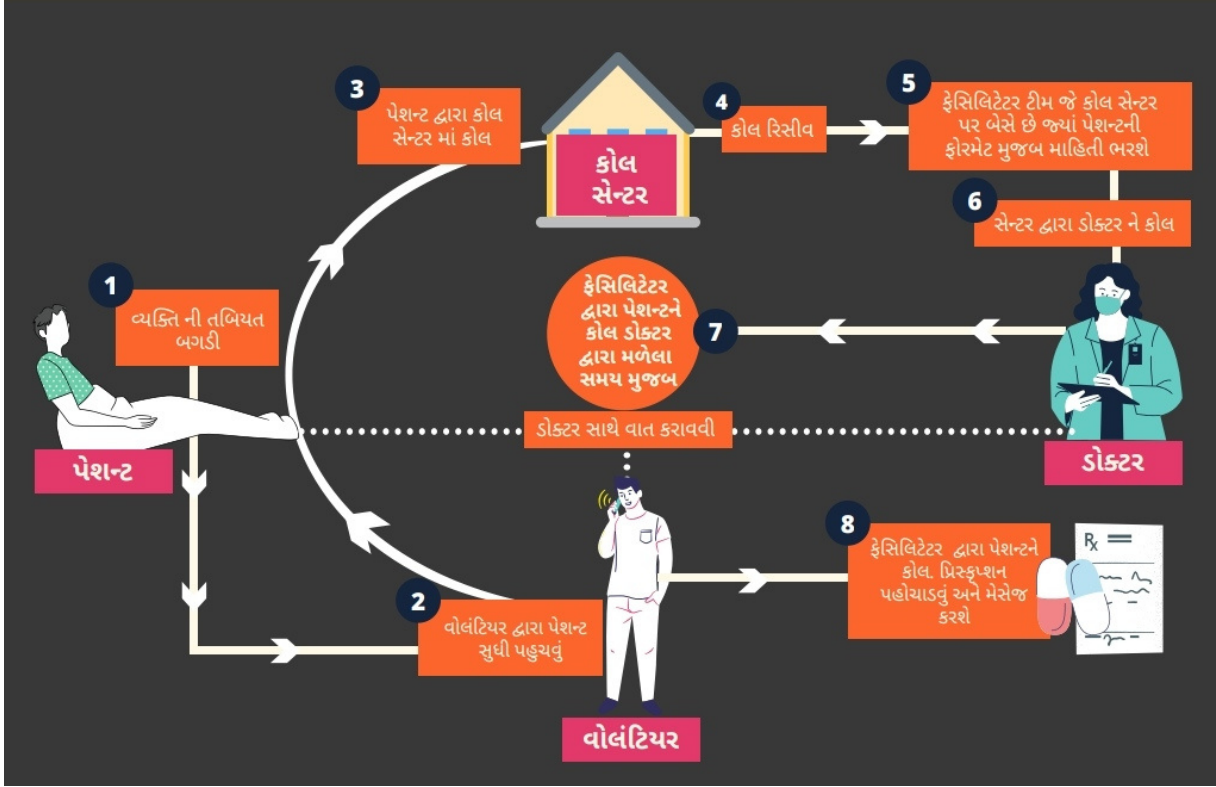 1
વ્યક્તિ ની તબિયત
બગડી
પેશન્ટ
2
વોલંટિયર દ્વારા પેશન્ટ
સુધી પહુચવું
વોલંટિયર
3
પેશન્ટ દ્વારા કોલ
સેન્ટર માં કોલ
કોલ
સેન્ટર
4
કોલ રિસીવ
5
ફેસિલિટેટર ટીમ જે કોલ સેન્ટર
પર બેસે છે જ્યાં પેશન્ટની
ફોરમેટ મુજબ માહિતી ભરશે
6
સેન્ટર દ્વારા ડોક્ટર ને કોલ
ડોક્ટર
7
ફેસિલિટેટર
દ્વારા પેશન્ટને
કોલ ડોક્ટર
દ્વારા મળેલા
સમય મુજબ
ડોક્ટર સાથે વાત કરાવવી
8
ફેસિલિટેટર દ્વારા પેશન્ટને
કોલ. પ્રિસ્કૃપ્શન
પહોચાડવું અને મેસેજ
કરશે
Rx